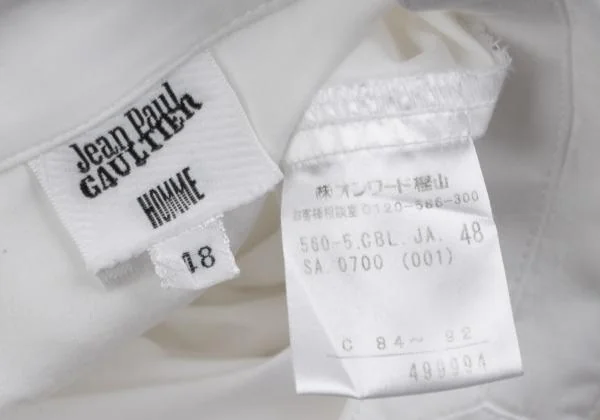 Jean Paul
GAULTIER
HOMME
48
㈱オンワード樫山
お客様相談室 0120-586-300
560-5.GBL. JA. 48
SA. 0700 (001)
C 84～ 92
499994